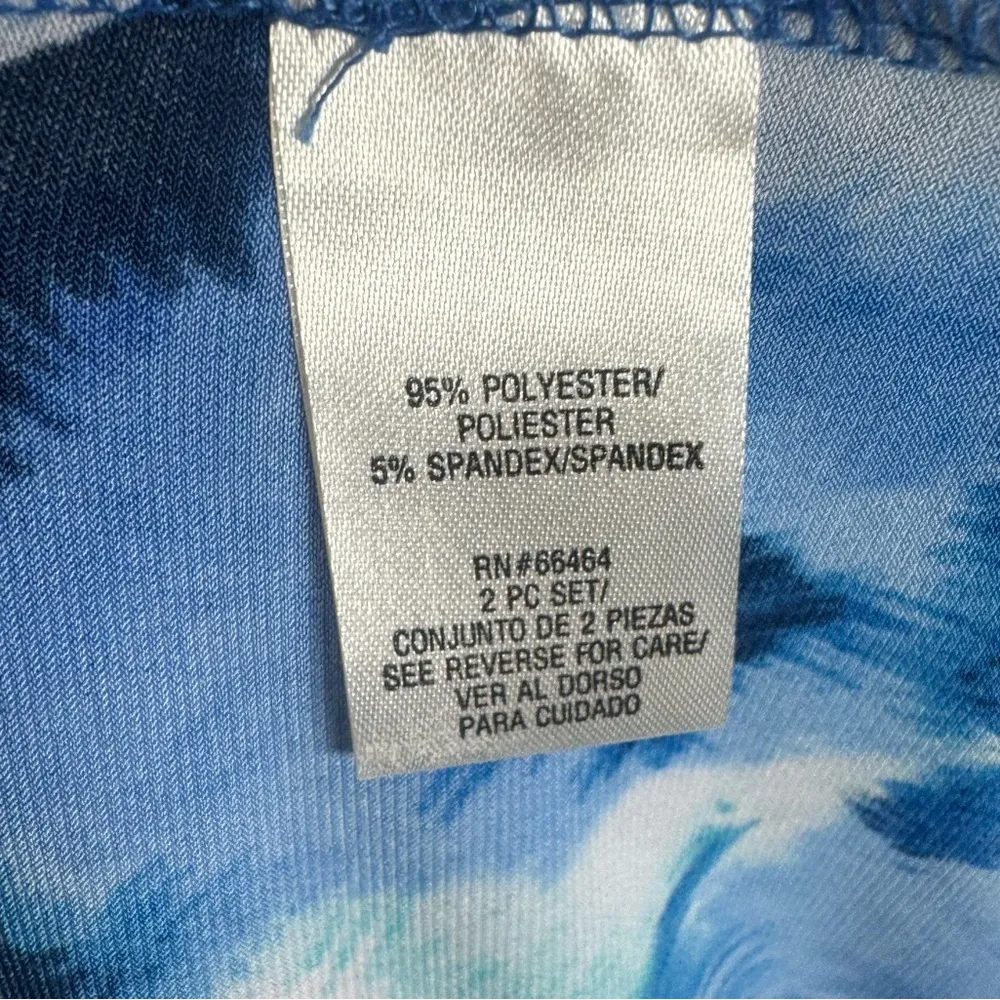 95% POLYESTER/
POLIESTER
5% SPANDEX/SPANDEX
RN#66464
2 PC SET/
CONJUNTO DE 2 PIEZAS
SEE REVERSE FOR CARE/
VER AL DORSO
PARA CUIDADO